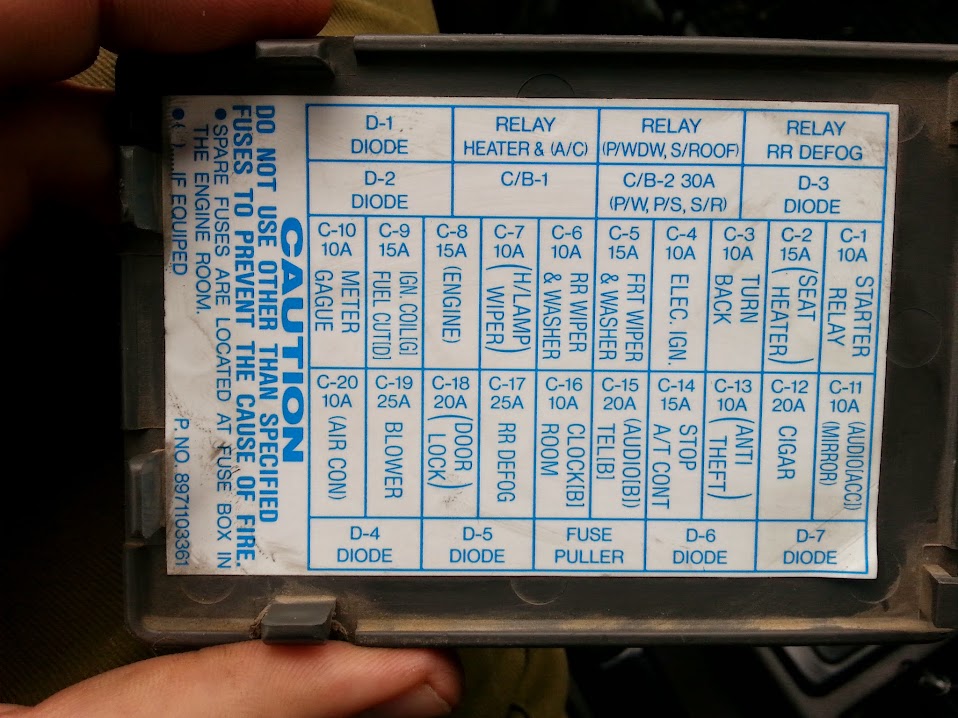 D-1
DIODE
RELAY
HEATER & (A/C)
RELAY
(P/WDW, S/ROOF)
RELAY
RR DEFOG
D-2
DIODE
C/B-1
C/B-2 30A
(P/W, P/S, S/R)
D-3
DIODE
C-10
10A
METER
GAGUE
C-9
15A
IGN. COIL[G]
FUEL CUT[D]
C-8
15A
(ENGINE)
C-7
10A
(H/LAMP
WIPER)
C-6
10A
RR WIPER
& WASHER
C-5
15A
FRT WIPER
& WASHER
C-4
10A
ELEC. IGN.
C-3
10A
TURN
BACK
C-2
15A
(SEAT
HEATER)
C-1
10A
STARTER
RELAY
C-20
10A
(AIR CON)
C-19
25A
BLOWER
C-18
20A
(DOOR
LOCK)
C-17
25A
RR DEFOG
C-16
10A
CLOCK[B]
ROOM
C-15
20A
(AUDIO[B])
TEL[B]
C-14
15A
STOP
A/T CONT
C-13
10A
(ANTI
THEFT)
C-12
20A
CIGAR
C-11
10A
(AUDIO[ACC])
(MIRROR)
D-4
DIODE
D-5
DIODE
FUSE
PULLER
D-6
DIODE
D-7
DIODE
CAUTION
DO NOT USE OTHER THAN SPECIFIED
FUSES TO PREVENT THE CAUSE OF FIRE.
●SPARE FUSES ARE LOCATED AT FUSE BOX IN
THE ENGINE ROOM.
●( )....IF EQUIPED P. NO. 8971103361